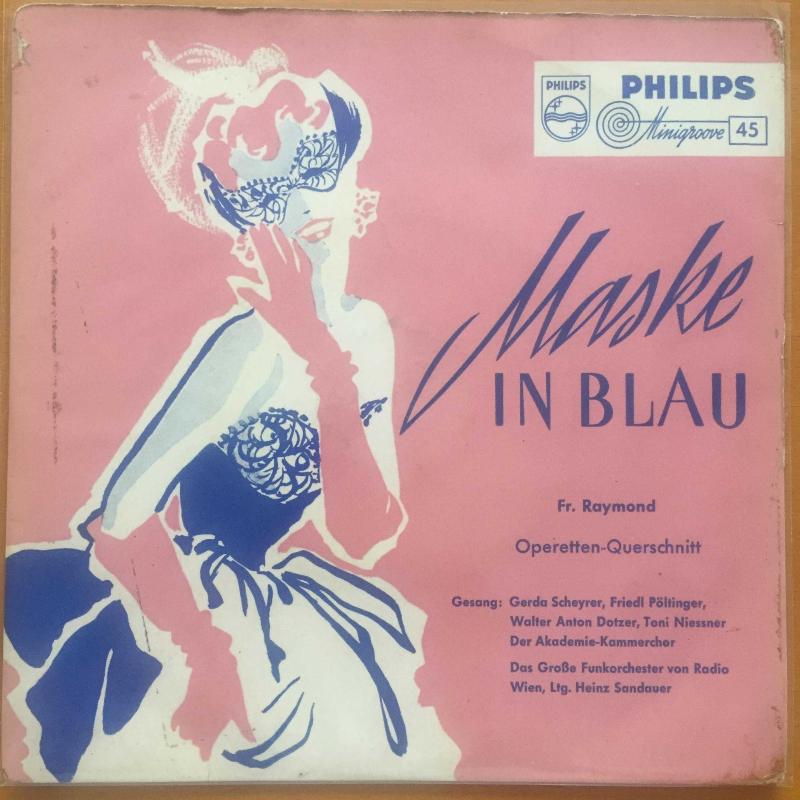 PHILIPS
PHILIPS
Minigroove 45
Maske
IN BLAU
Fr. Raymond
Operetten-Querschnitt
Gesang: Gerda Scheyrer, Friedl Pöltinger,
Walter Anton Dotzer, Toni Niessner
Der Akademie-Kammerchor
Das Große Funkorchester von Radio
Wien, Ltg. Heinz Sandauer